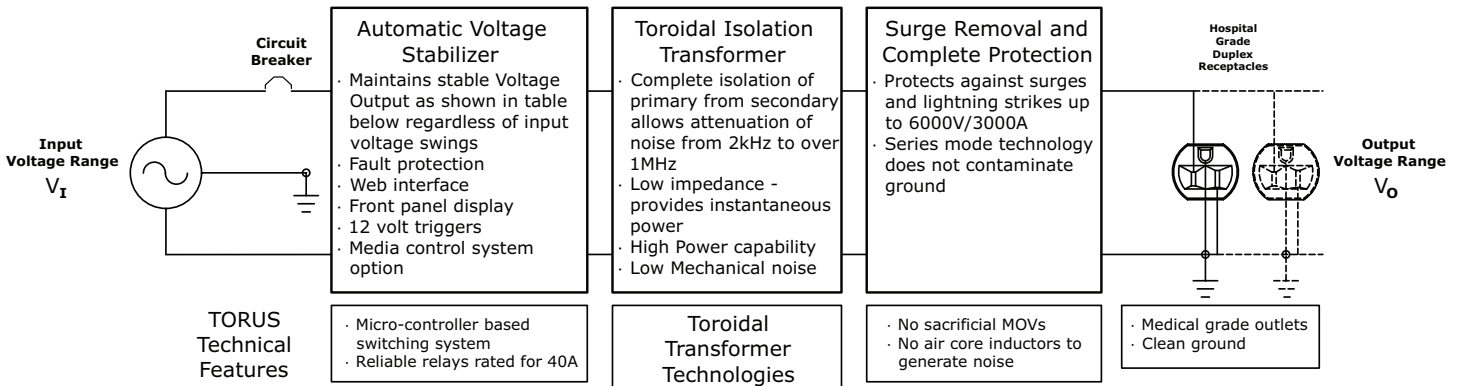 Circuit
Breaker
Input
Voltage Range
VI
Automatic Voltage
Stabilizer
· Maintains stable Voltage
Output as shown in table
below regardless of input
voltage swings
· Fault protection
· Web interface
· Front panel display
· 12 volt triggers
· Media control system
option
Toroidal Isolation
Transformer
· Complete isolation of
primary from secondary
allows attenuation of
noise from 2kHz to over
1MHz
· Low impedance -
provides instantaneous
power
· High Power capability
· Low Mechanical noise
Surge Removal and
Complete Protection
· Protects against surges
and lightning strikes up
to 6000V/3000A
· Series mode technology
does not contaminate
ground
Hospital
Grade
Duplex
Receptacles
Output
Voltage Range
VO
TORUS
Technical
Features
· Micro-controller based
switching system
· Reliable relays rated for 40A
Toroidal
Transformer
Technologies
· No sacrificial MOVs
· No air core inductors to
generate noise
· Medical grade outlets
· Clean ground